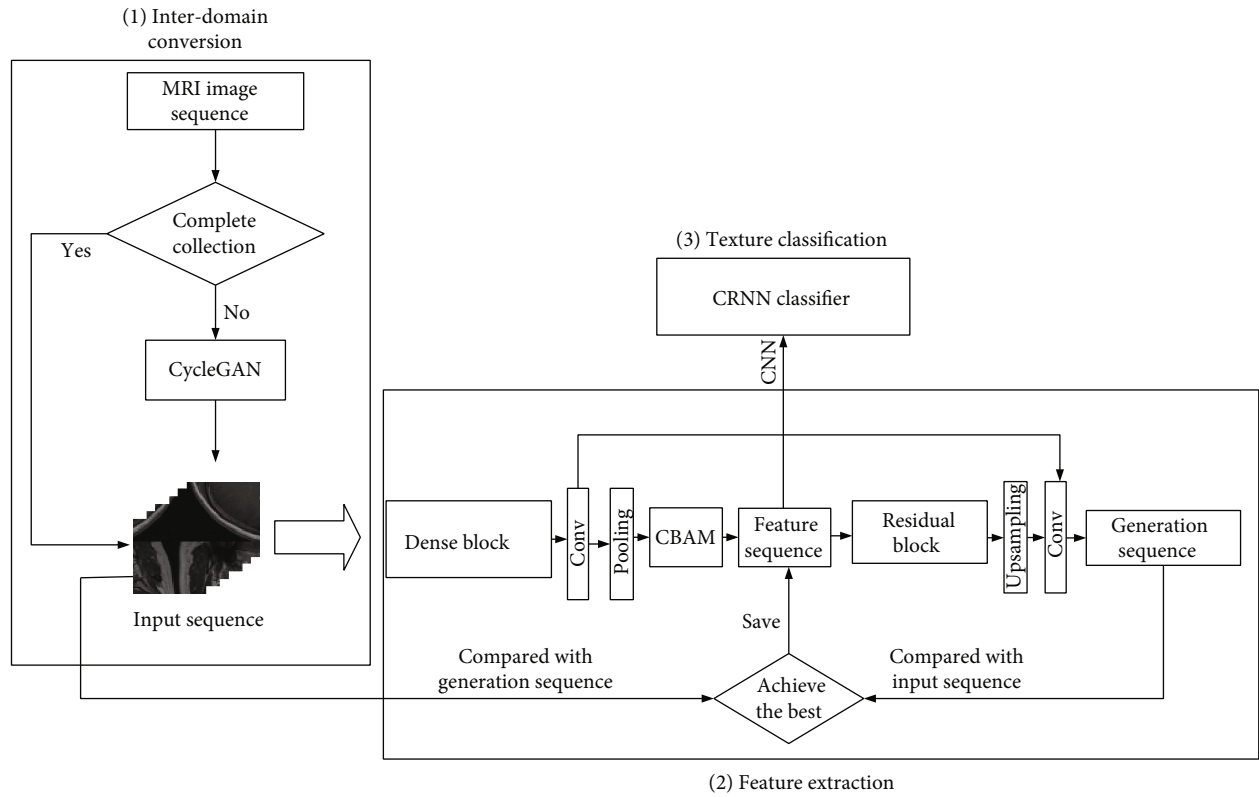 (1) Inter-domain
conversion
MRI image
sequence
Complete
collection
Yes
No
CycleGAN
Input sequence
(3) Texture classification
CRNN classifier
CNN
Dense block
Conv
Pooling
CBAM
Feature
sequence
Residual
block
Upsampling
Conv
Generation
sequence
Save
Compared with
generation sequence
Achieve
the best
Compared with
input sequence
(2) Feature extraction